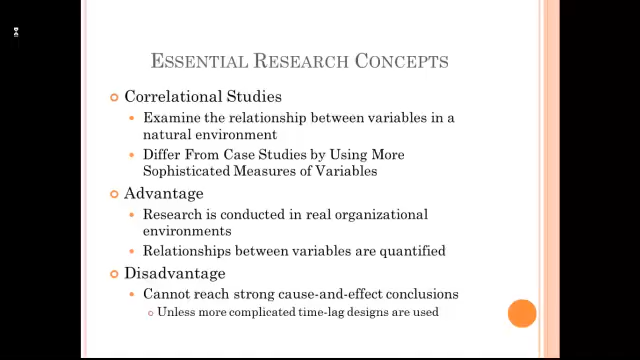 ESSENTIAL RESEARCH CONCEPTS
Correlational Studies
Examine the relationship between variables in a
natural environment
Differ From Case Studies by Using More
Sophisticated Measures of Variables
Advantage
Research is conducted in real organizational
environments
Relationships between variables are quantified
Disadvantage
Cannot reach strong cause-and-effect conclusions
Unless more complicated time-lag designs are used